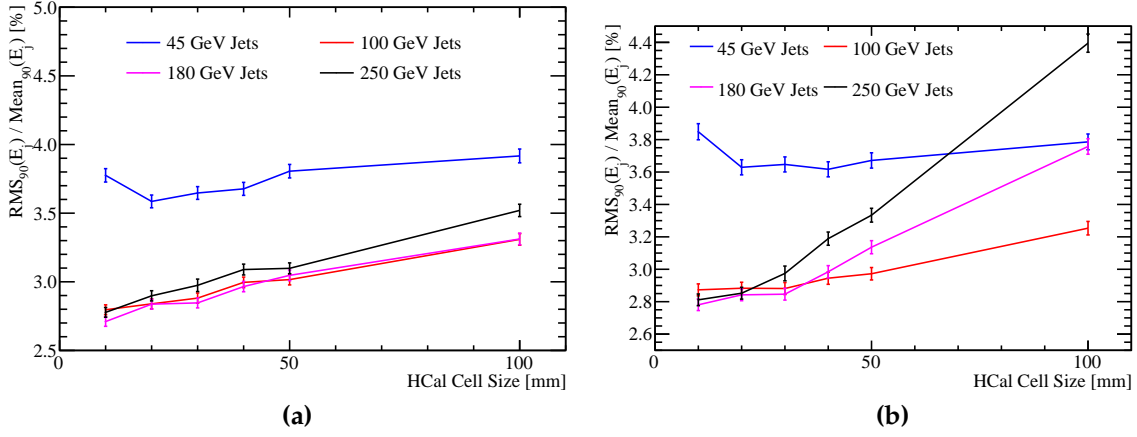 RMS₉₀(Eⱼ) / Mean₉₀(Eⱼ) [%]
5.0
4.5
4.0
3.5
3.0
2.5
45 GeV Jets 100 GeV Jets
180 GeV Jets 250 GeV Jets
0 50 100
HCal Cell Size [mm]
(a)
RMS₉₀(Eⱼ) / Mean₉₀(Eⱼ) [%]
4.4
4.2
4.0
3.8
3.6
3.4
3.2
3.0
2.8
2.6
45 GeV Jets 100 GeV Jets
180 GeV Jets 250 GeV Jets
0 50 100
HCal Cell Size [mm]
(b)